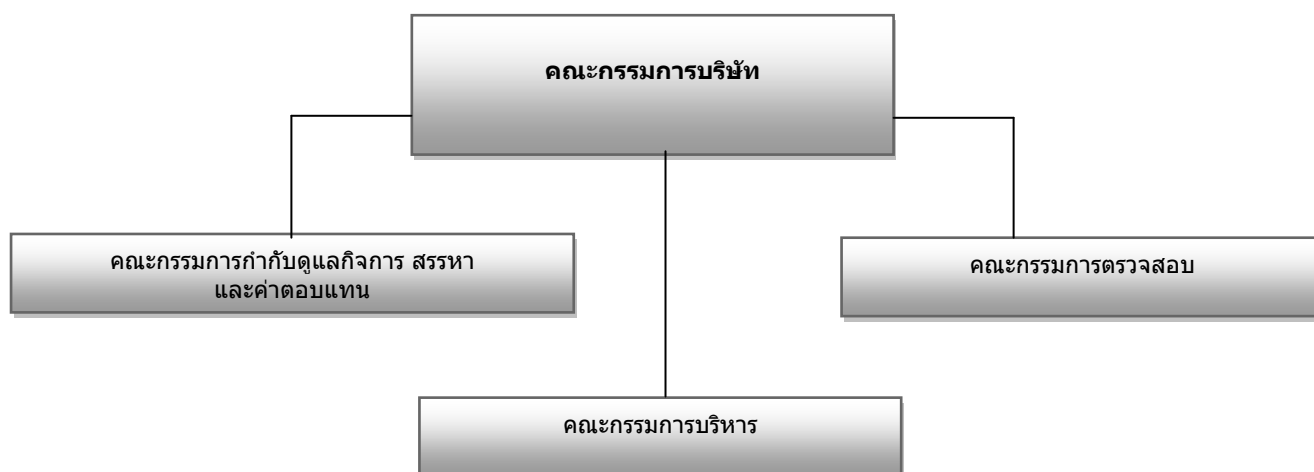 คณะกรรมการบริษัท
คณะกรรมการกำกับดูแลกิจการ สรรหา
และค่าตอบแทน
คณะกรรมการตรวจสอบ
คณะกรรมการบริหาร